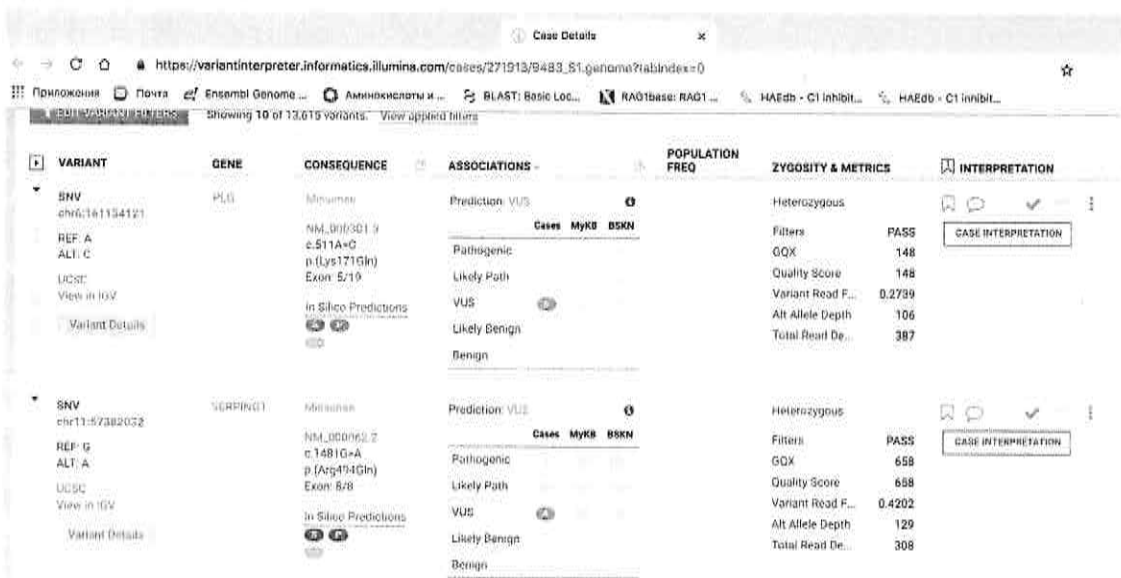 Case Details ×
https://variantinterpreter.informatics.illumina.com/cases/271913/9483_S1.genome?tabIndex=0
Приложения Почта Ensembl Genome ... Аминокислоты и ... BLAST: Basic Loc... RAG1base: RAG1 ... HAEdb - C1 Inhibit... HAEdb - C1 Inhibit...
EDIT VARIANT FILTERS Showing 10 of 13,615 variants. View applied filters
VARIANT GENE CONSEQUENCE ASSOCIATIONS POPULATION FREQ ZYGOSITY & METRICS INTERPRETATION
SNV PLG Missense Prediction: VUS Heterozygous
chr6:161134121 Cases MyKB BSKN
NM_000301.3 Filters PASS CASE INTERPRETATION
REF: A c.511A>C Pathogenic GQX 148
ALT: C p.(Lys171Gln)
Exon: 5/19 Likely Path Quality Score 148
UCSC
View in IGV In Silico Predictions VUS Variant Read F... 0.2739
Variant Details Likely Benign Alt Allele Depth 106
Benign Total Read De... 387
SNV SERPING1 Missense Prediction: VUS Heterozygous
chr11:57382032 Cases MyKB BSKN
NM_000062.2 Filters PASS CASE INTERPRETATION
REF: G c.1481G>A Pathogenic GQX 658
ALT: A p.(Arg494Gln)
Exon: 8/8 Likely Path Quality Score 658
UCSC
View in IGV In Silico Predictions VUS Variant Read F... 0.4202
Variant Details Likely Benign Alt Allele Depth 129
Benign Total Read De... 308